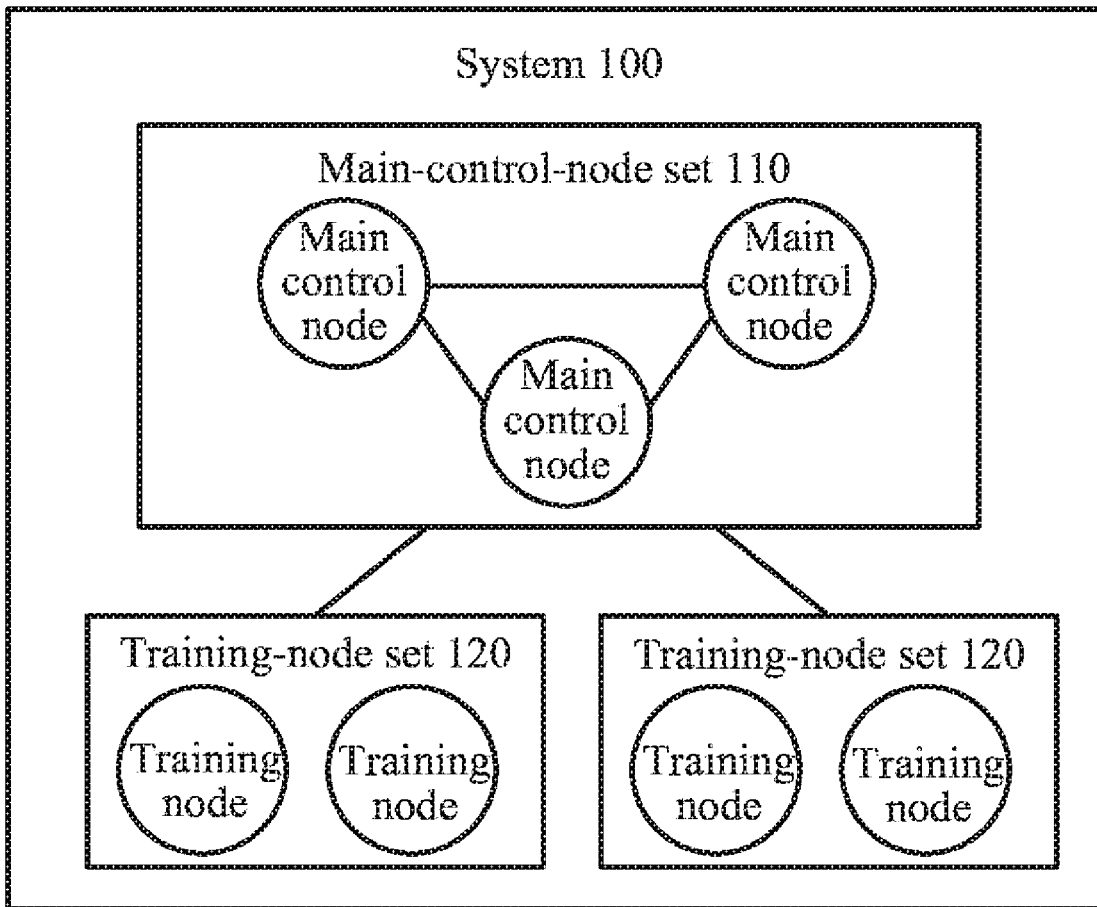 System 100
Main-control-node set 110
Main
control
node
Main
control
node
Main
control
node
Training-node set 120
Training
node
Training
node
Training-node set 120
Training
node
Training
node